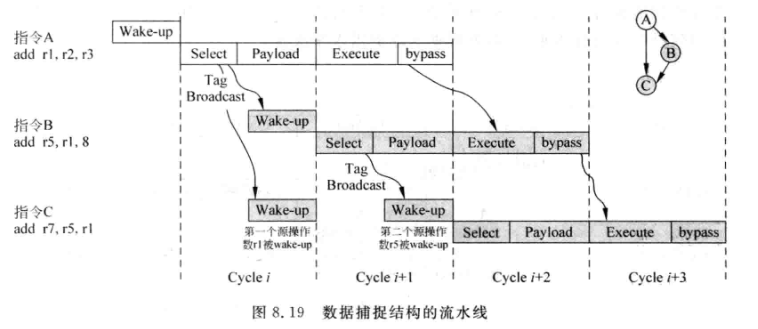 指令A
add r1, r2, r3
Wake-up
Select
Payload
Execute
bypass
Tag
Broadcast
A
B
C
指令B
add r5, r1, 8
Wake-up
Select
Payload
Execute
bypass
Tag
Broadcast
指令C
add r7, r5, r1
Wake-up
Wake-up
Select
Payload
Execute
bypass
第一个源操作
数r1被wake-up
第二个源操作
数r5被wake-up
Cycle i
Cycle i+1
Cycle i+2
Cycle i+3
图 8.19 数据捕捉结构的流水线